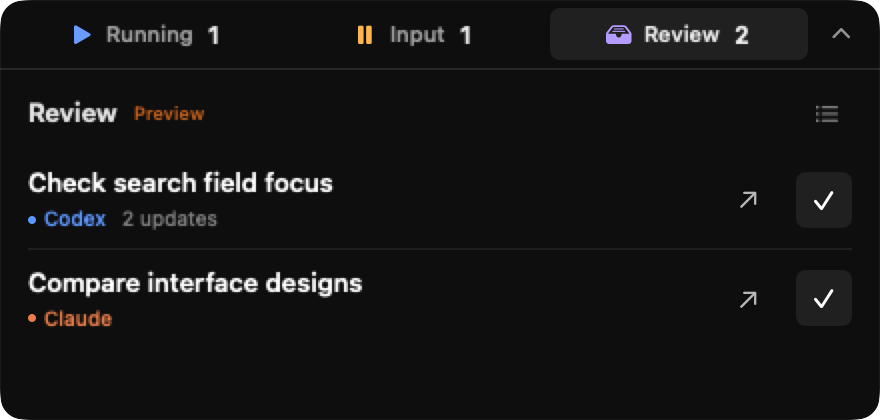 Running 1 Input 1 Review 2
Review Preview
Check search field focus
Codex 2 updates
Compare interface designs
Claude